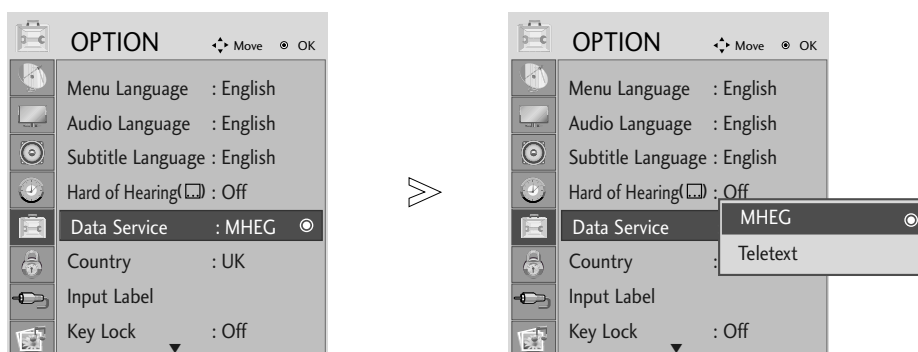 OPTION Move OK
Menu Language : English
Audio Language : English
Subtitle Language : English
Hard of Hearing( ) : Off
Data Service : MHEG
Country : UK
Input Label
Key Lock : Off
OPTION Move OK
Menu Language : English
Audio Language : English
Subtitle Language : English
Hard of Hearing( ) : Off
Data Service
MHEG
Teletext
Country :
Input Label
Key Lock : Off